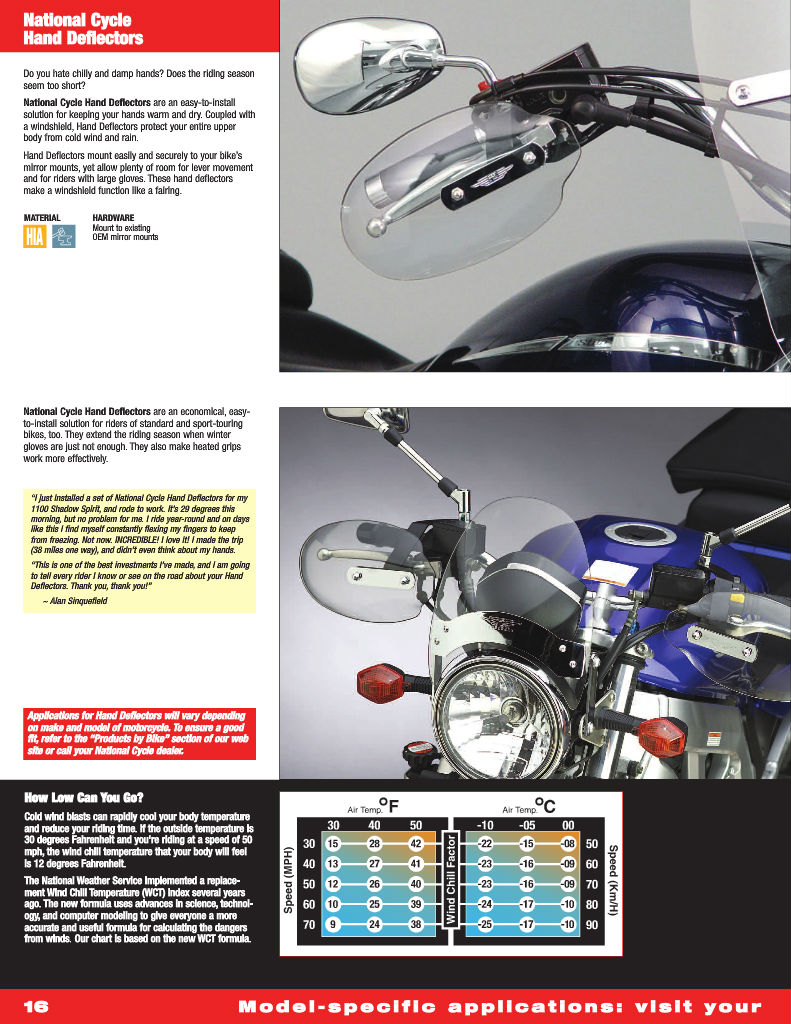 National Cycle
Hand Deflectors
Do you hate chilly and damp hands? Does the riding season
seem too short?
National Cycle Hand Deflectors are an easy-to-install
solution for keeping your hands warm and dry. Coupled with
a windshield, Hand Deflectors protect your entire upper
body from cold wind and rain.
Hand Deflectors mount easily and securely to your bike's
mirror mounts, yet allow plenty of room for lever movement
and for riders with large gloves. These hand deflectors
make a windshield function like a fairing.
MATERIAL HARDWARE
HIA
Mount to existing
OEM mirror mounts
National Cycle Hand Deflectors are an economical, easy-
to-install solution for riders of standard and sport-touring
bikes, too. They extend the riding season when winter
gloves are just not enough. They also make heated grips
work more effectively.
"I just installed a set of National Cycle Hand Deflectors for my
1100 Shadow Spirit, and rode to work. It's 29 degrees this
morning, but no problem for me. I ride year-round and on days
like this I find myself constantly flexing my fingers to keep
from freezing. Not now. INCREDIBLE! I love it! I made the trip
(38 miles one way), and didn't even think about my hands.
"This is one of the best investments I've made, and I am going
to tell every rider I know or see on the road about your Hand
Deflectors. Thank you, thank you!"
~ Alan Sinquefield
Applications for Hand Deflectors will vary depending
on make and model of motorcycle. To ensure a good
fit, refer to the "Products by Bike" section of our web
site or call your National Cycle dealer.
How Low Can You Go?
Cold wind blasts can rapidly cool your body temperature
and reduce your riding time. If the outside temperature is
30 degrees Fahrenheit and you're riding at a speed of 50
mph, the wind chill temperature that your body will feel
is 12 degrees Fahrenheit.
The National Weather Service implemented a replace-
ment Wind Chill Temperature (WCT) Index several years
ago. The new formula uses advances in science, technol-
ogy, and computer modeling to give everyone a more
accurate and useful formula for calculating the dangers
from winds. Our chart is based on the new WCT formula.
Air Temp. °F Air Temp. °C
30 40 50 -10 -05 00
30 15 28 42 -22 -15 -08 50
40 13 27 41 -23 -16 -09 60
50 12 26 40 -23 -16 -09 70
60 10 25 39 -24 -17 -10 80
70 9 24 38 -25 -17 -10 90
Speed (MPH)
Wind Chill Factor
Speed (Km/H)
16 Model-specific applications: visit your